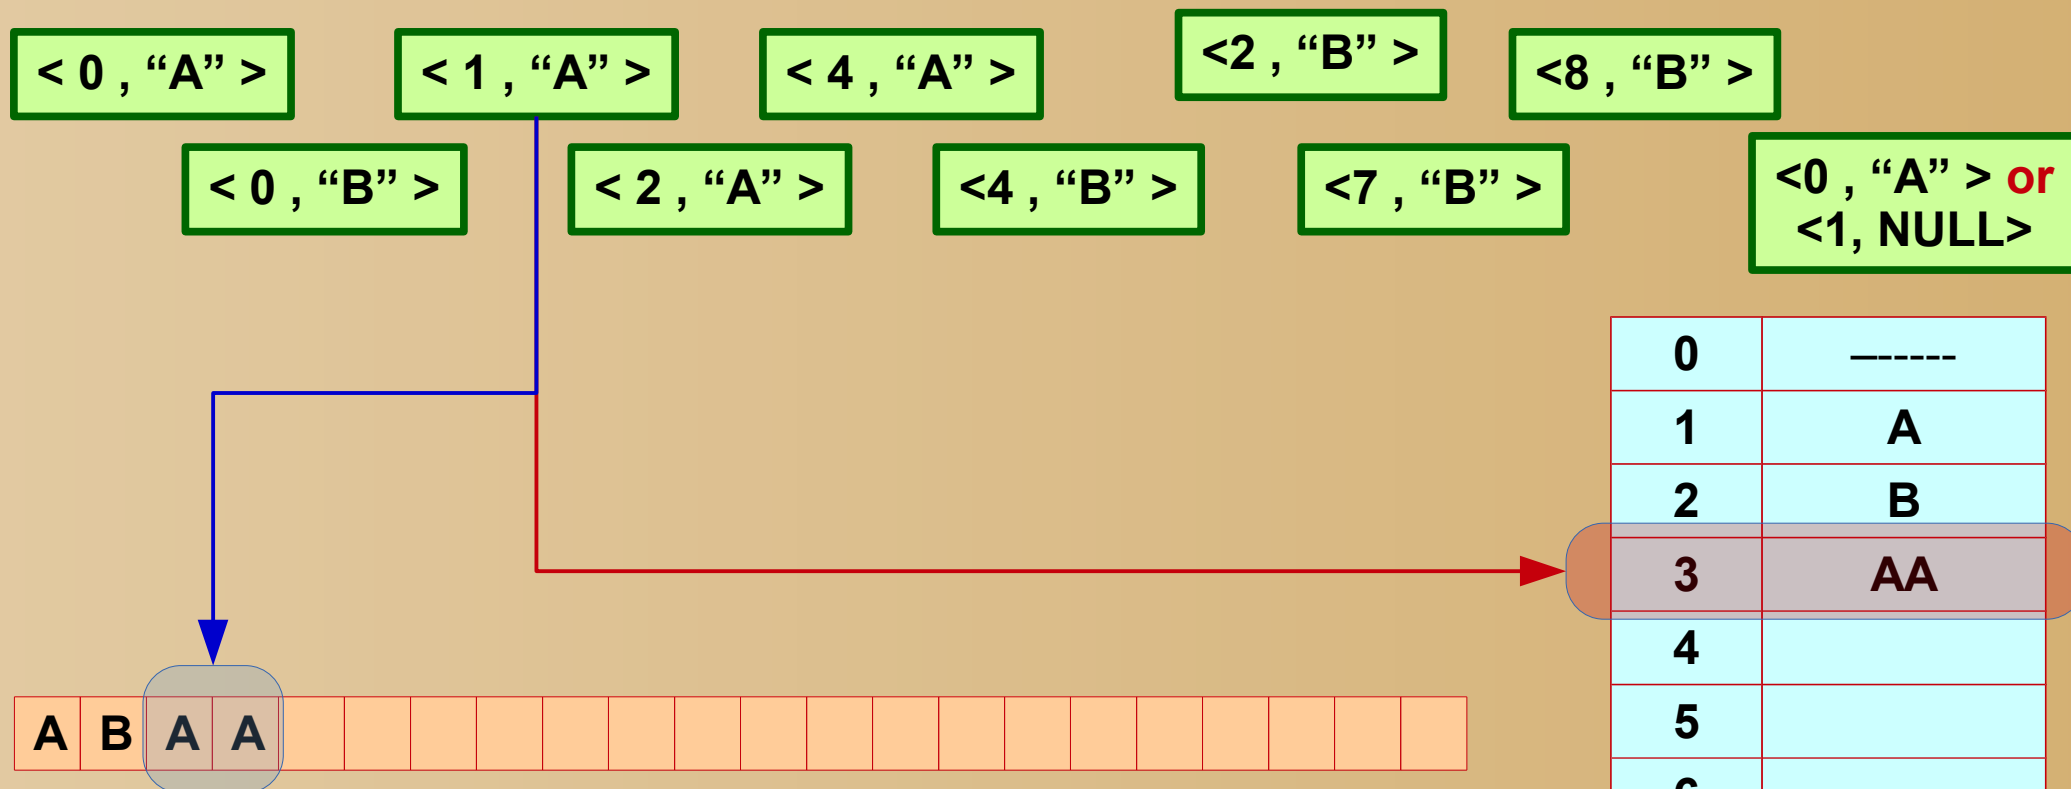 < 0 , “A” >
< 0 , “B” >
< 1 , “A” >
< 2 , “A” >
< 4 , “A” >
<4 , “B” >
<2 , “B” >
<7 , “B” >
<8 , “B” >
<0 , “A” > or
<1, NULL>
0 ------
1 A
2 B
3 AA
4
5
6
A B A A